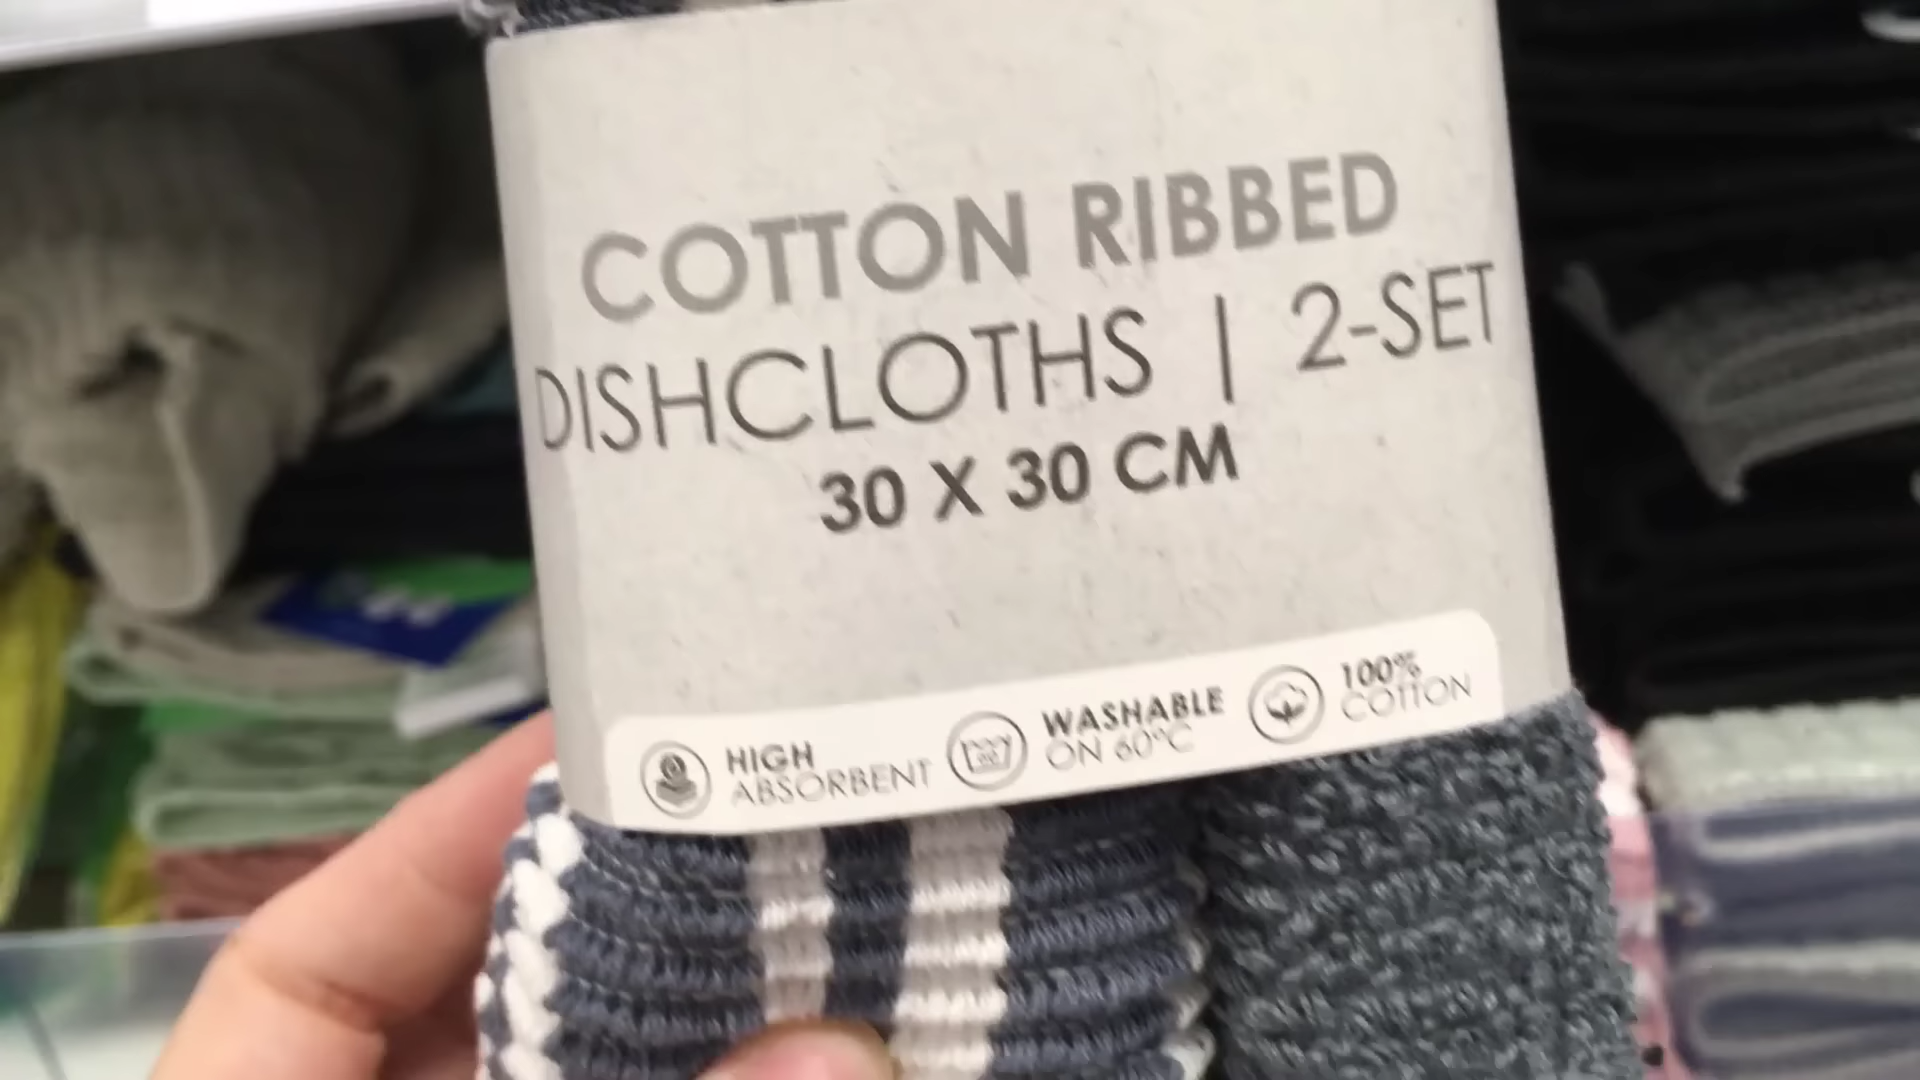 COTTON RIBBED
DISHCLOTHS | 2-SET
30 X 30 CM
HIGH
ABSORBENT
WASHABLE
ON 60°C
100%
COTTON